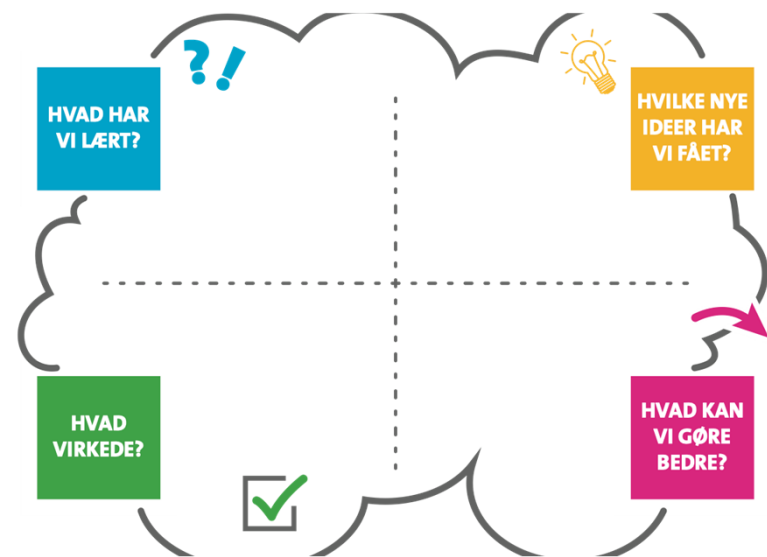 ?!
HVAD HAR
VI LÆRT?
HVILKE NYE
IDEER HAR
VI FÅET?
HVAD
VIRKEDE?
HVAD KAN
VI GØRE
BEDRE?